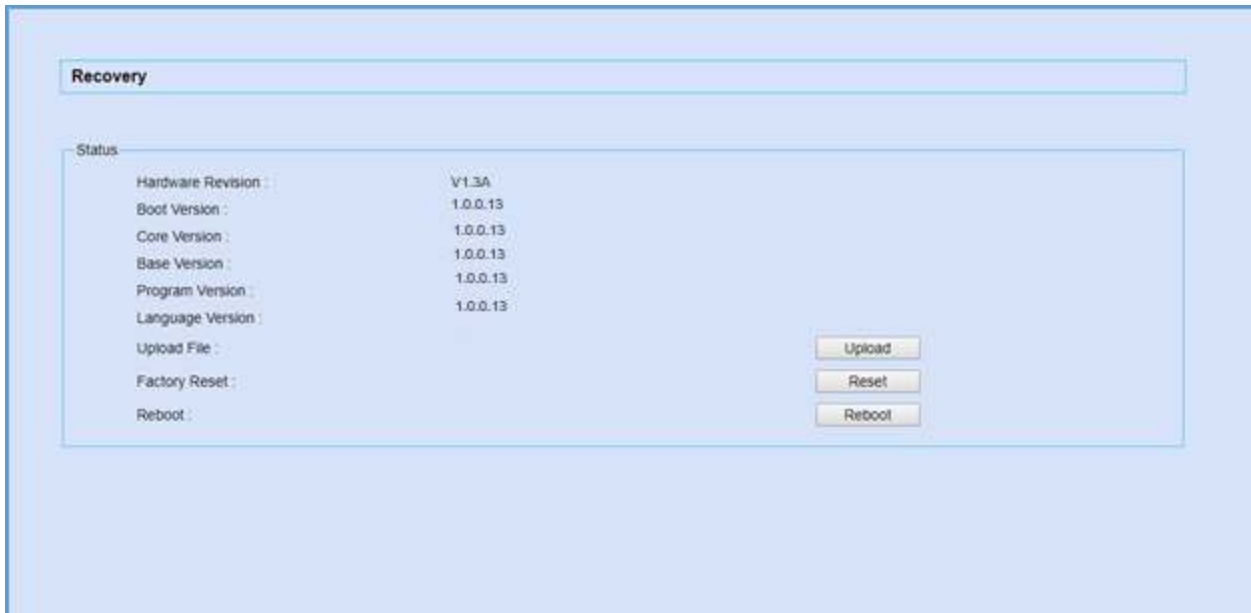 Recovery
Status
Hardware Revision : V1.3A
Boot Version : 1.0.0.13
Core Version : 1.0.0.13
Base Version : 1.0.0.13
Program Version : 1.0.0.13
Language Version : 1.0.0.13
Upload File : Upload
Factory Reset : Reset
Reboot : Reboot